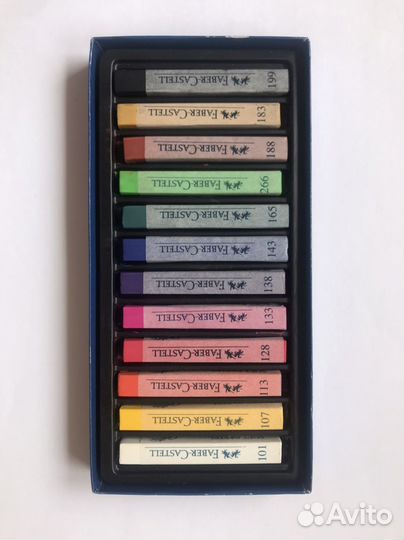 FABER-CASTELL 199
FABER-CASTELL 183
FABER-CASTELL 188
FABER-CASTELL 266
FABER-CASTELL 165
FABER-CASTELL 143
FABER-CASTELL 138
FABER-CASTELL 133
FABER-CASTELL 128
FABER-CASTELL 113
FABER-CASTELL 107
FABER-CASTELL 101
Avito